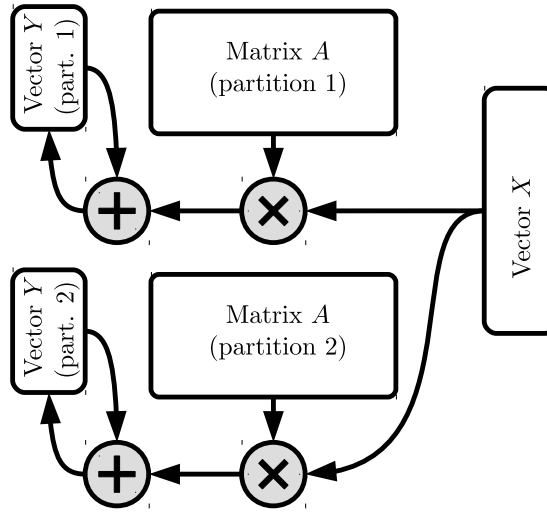 Vector Y
(part. 1)
Matrix A
(partition 1)
Vector X
Vector Y
(part. 2)
Matrix A
(partition 2)